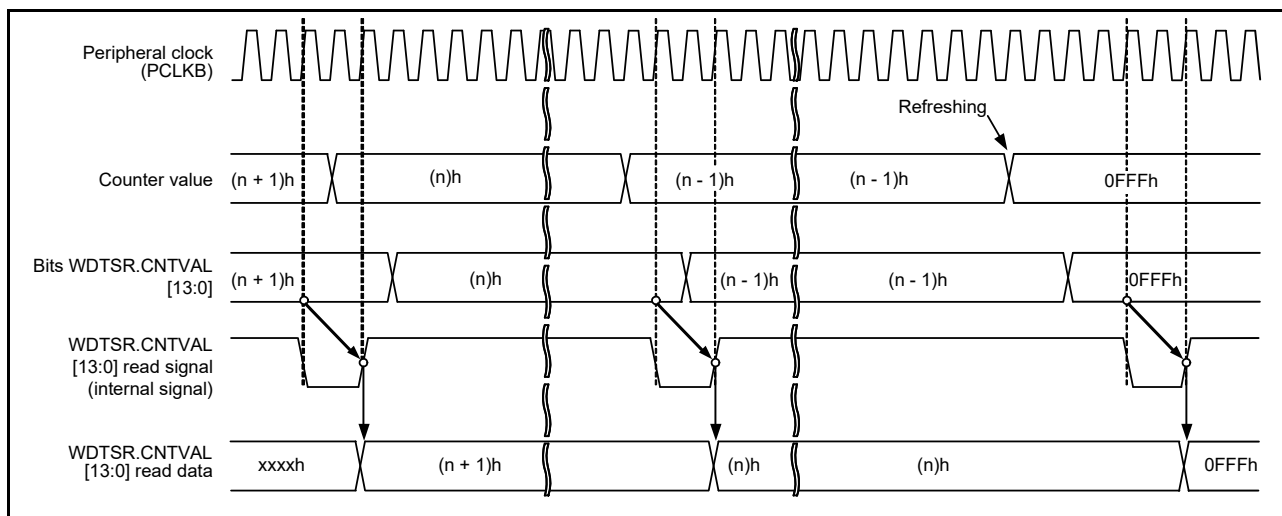 Peripheral clock
(PCLKB)
Refreshing
Counter value
(n + 1)h
(n)h
(n - 1)h
(n - 1)h
0FFFh
Bits WDTSR.CNTVAL
[13:0]
(n + 1)h
(n)h
(n - 1)h
(n - 1)h
0FFFh
WDTSR.CNTVAL
[13:0] read signal
(internal signal)
WDTSR.CNTVAL
[13:0] read data
xxxxh
(n + 1)h
(n)h
(n)h
0FFFh